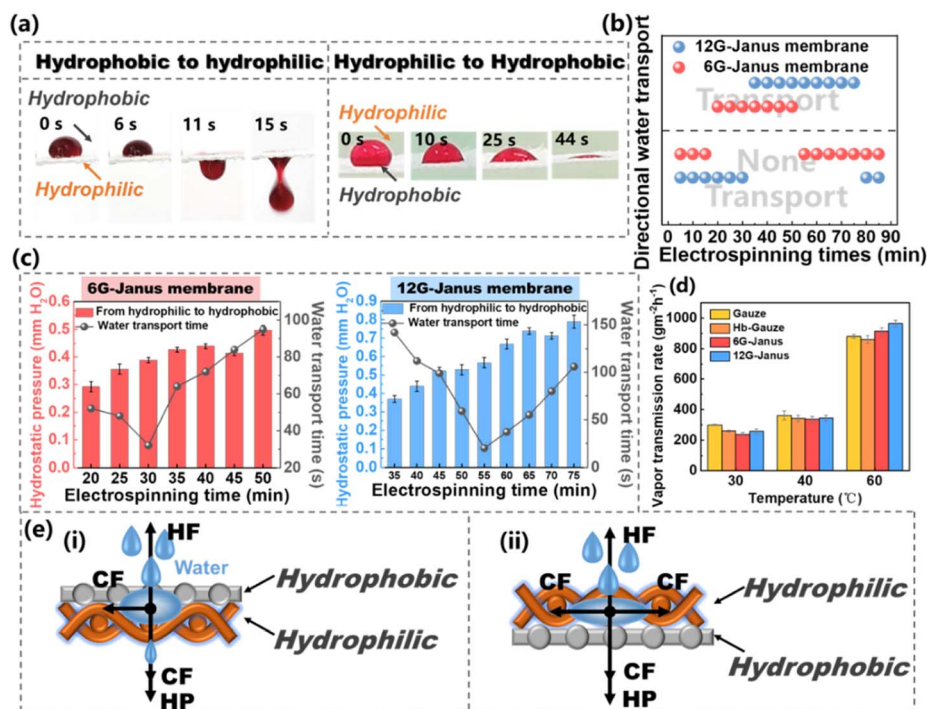 (a)
Hydrophobic to hydrophilic
Hydrophilic to Hydrophobic
Hydrophobic
0 s 6 s 11 s 15 s
Hydrophilic
Hydrophilic
0 s 10 s 25 s 44 s
Hydrophobic
(b)
Directional water transport
12G-Janus membrane
6G-Janus membrane
Transport
None
Transport
0 10 20 30 40 50 60 70 80 90
Electrospinning times (min)
(c)
6G-Janus membrane
From hydrophilic to hydrophobic
Water transport time
Hydrostatic pressure (mm H₂O)
0.6
0.5
0.4
0.3
0.2
0.1
0.0
Water transport time (s)
100
80
60
40
20
20 25 30 35 40 45 50
Electrospinning time (min)
12G-Janus membrane
From hydrophilic to hydrophobic
Water transport time
Hydrostatic pressure (mm H₂O)
0.9
0.8
0.7
0.6
0.5
0.4
0.3
0.2
0.1
0.0
Water transport time (s)
150
100
50
0
35 40 45 50 55 60 65 70 75
Electrospinning time (min)
(d)
Vapor transmission rate (gm⁻²h⁻¹)
1000
800
600
400
200
0
Gauze
Hb-Gauze
6G-Janus
12G-Janus
30 40 60
Temperature (℃)
(e)
(i)
HF
Water
CF
Hydrophobic
Hydrophilic
CF
HP
(ii)
HF
CF CF
Hydrophilic
Hydrophobic
CF
HP